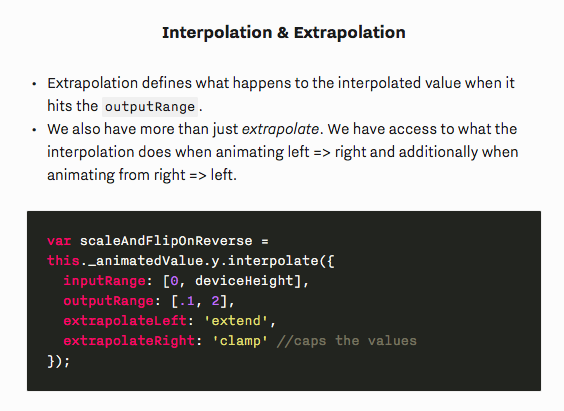 Interpolation & Extrapolation
• Extrapolation defines what happens to the interpolated value when it
hits the outputRange.
• We also have more than just extrapolate. We have access to what the
interpolation does when animating left => right and additionally when
animating from right => left.
var scaleAndFlipOnReverse =
this._animatedValue.y.interpolate({
  inputRange: [0, deviceHeight],
  outputRange: [.1, 2],
  extrapolateLeft: 'extend',
  extrapolateRight: 'clamp' //caps the values
});